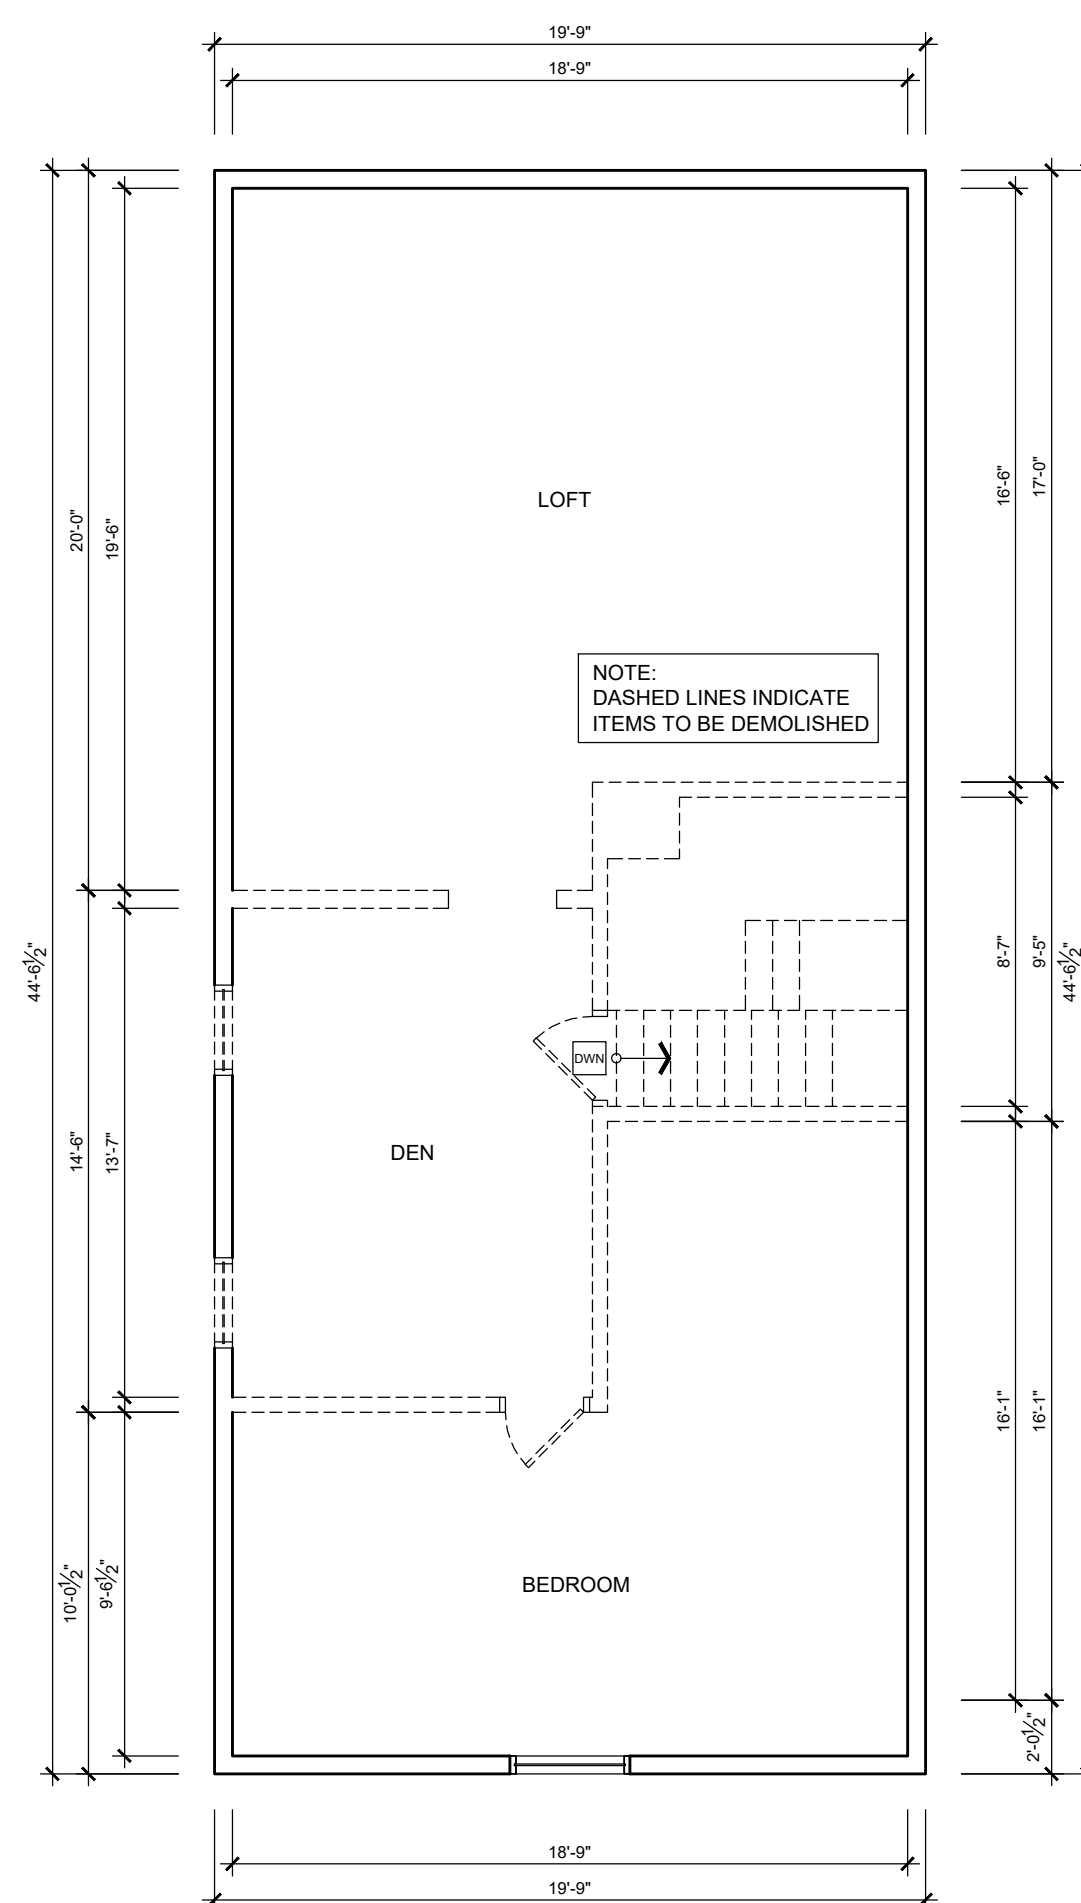 19'-9"
18'-9"
LOFT
16'-6"
17'-0"
20'-0"
19'-6"
NOTE:
DASHED LINES INDICATE
ITEMS TO BE DEMOLISHED
44'-6½"
8'-7"
9'-5"
44'-6½"
DWN
14'-6"
13'-7"
DEN
16'-1"
16'-1"
10'-0½"
9'-6½"
BEDROOM
2'-0½"
18'-9"
19'-9"